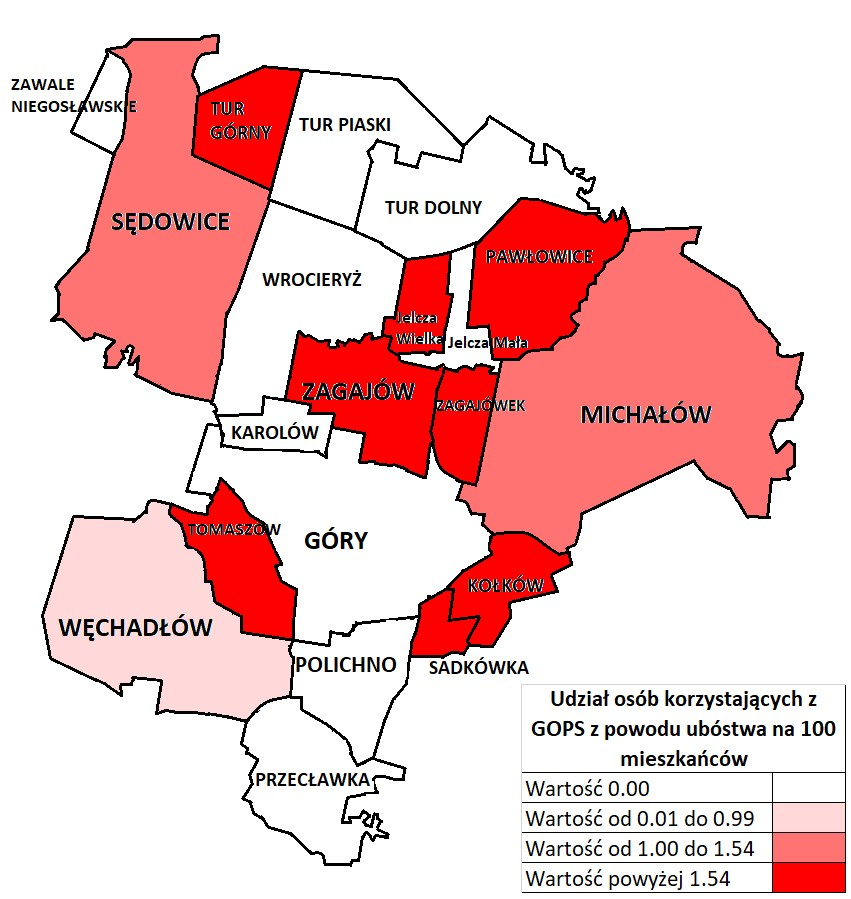 ZAWALE
NIEGOSŁAWSKIE
TUR
GÓRNY
TUR PIASKI
TUR DOLNY
SĘDOWICE
PAWŁOWICE
WROCIERYŻ
Jelcza
Wielka
Jelcza Mała
ZAGAJÓW
ZAGAJÓWEK
MICHAŁÓW
KAROLÓW
TOMASZÓW
GÓRY
KOŁKÓW
WĘCHADŁÓW
POLICHNO
SADKÓWKA
PRZECŁAWKA
Udział osób korzystających z
GOPS z powodu ubóstwa na 100
mieszkańców
Wartość 0.00
Wartość od 0.01 do 0.99
Wartość od 1.00 do 1.54
Wartość powyżej 1.54